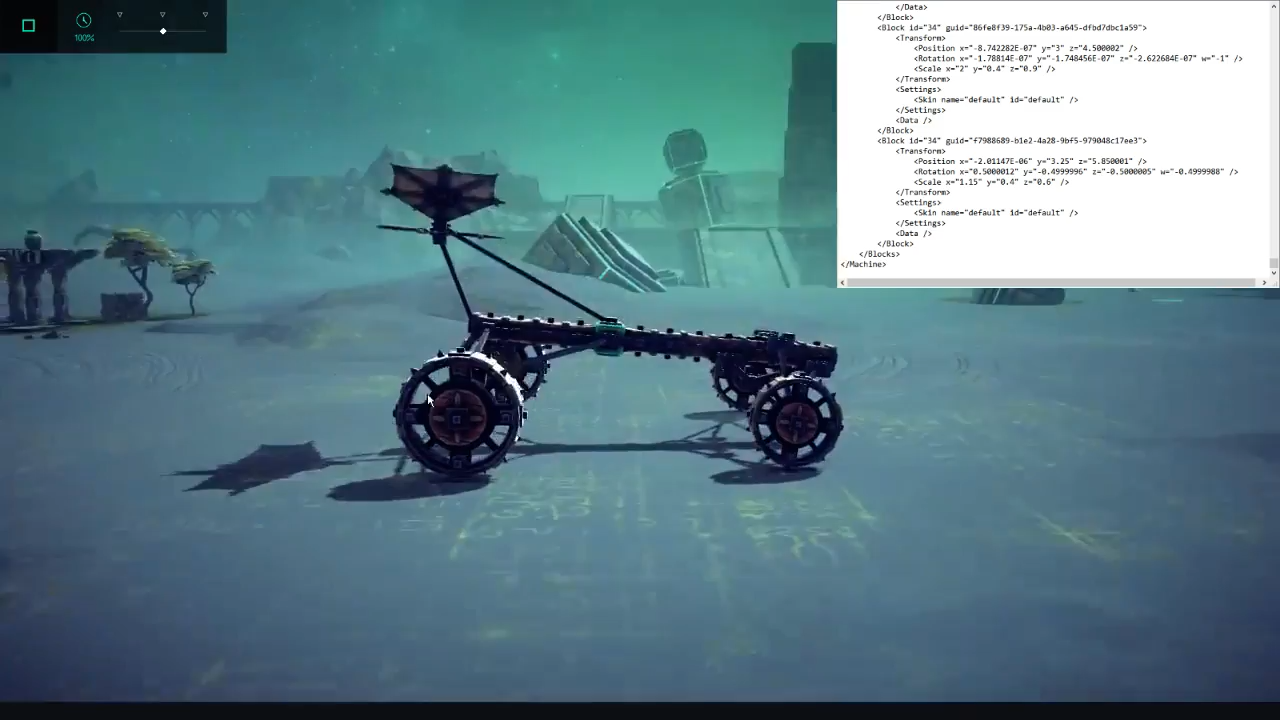 100%
</Data>
</Block>
<Block id="34" guid="86fe8f39-175a-4b03-a645-dfbd7dbc1a59">
<Transform>
<Position x="-8.742282E-07" y="3" z="4.500002" />
<Rotation x="-1.78814E-07" y="-1.748456E-07" z="-2.622684E-07" w="-1" />
<Scale x="2" y="0.4" z="0.9" />
</Transform>
<Settings>
<Skin name="default" id="default" />
</Settings>
<Data />
</Block>
<Block id="34" guid="f7988689-b1e2-4a28-9bf5-979048c17ee3">
<Transform>
<Position x="-2.01147E-06" y="3.25" z="5.850001" />
<Rotation x="0.5000012" y="-0.4999996" z="-0.5000005" w="-0.4999988" />
<Scale x="1.15" y="0.4" z="0.6" />
</Transform>
<Settings>
<Skin name="default" id="default" />
</Settings>
<Data />
</Block>
</Blocks>
</Machine>